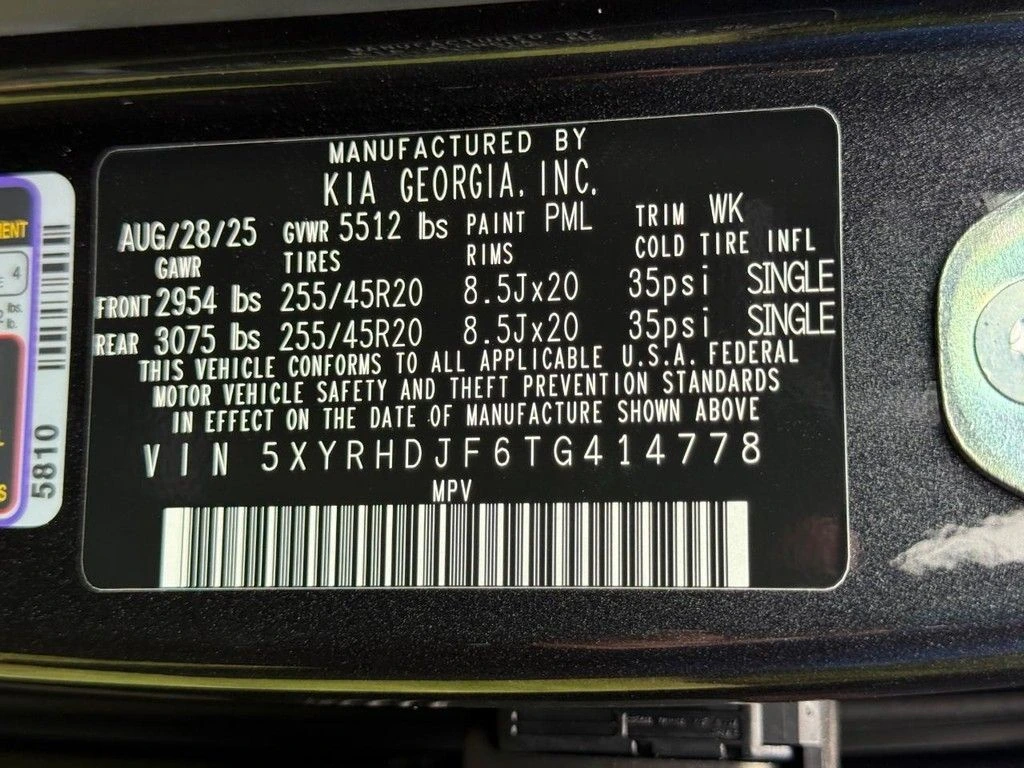 MANUFACTURED BY
KIA GEORGIA, INC.
AUG/28/25 GVWR 5512 lbs PAINT PML TRIM WK
GAWR TIRES RIMS COLD TIRE INFL
FRONT 2954 lbs 255/45R20 8.5Jx20 35psi SINGLE
REAR 3075 lbs 255/45R20 8.5Jx20 35psi SINGLE
THIS VEHICLE CONFORMS TO ALL APPLICABLE U.S.A. FEDERAL
MOTOR VEHICLE SAFETY AND THEFT PREVENTION STANDARDS
IN EFFECT ON THE DATE OF MANUFACTURE SHOWN ABOVE
VIN 5XYRHDJF6TG414778
MPV
4
lbs.
lb.
5810